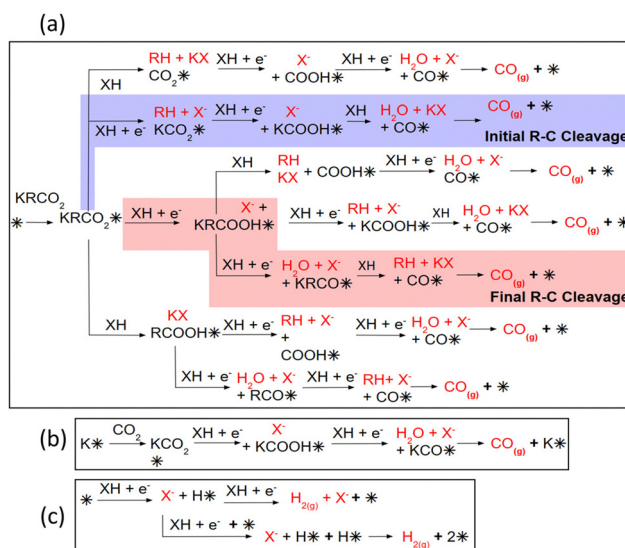 (a)
RH + KX XH + e⁻ X⁻ XH + e⁻ H₂O + X⁻
CO₂* + COOH* + CO* CO(g) + *
XH
RH + X⁻ XH + e⁻ X⁻ XH H₂O + KX CO(g) + *
XH + e⁻ KCO₂* + KCOOH* + CO*
Initial R-C Cleavage
XH RH XH + e⁻ H₂O + X⁻
KX + COOH* CO* CO(g) + *
KRCO₂ X⁻ +
* KRCO₂* XH + e⁻ KRCOOH* XH + e⁻ RH + X⁻ XH H₂O + KX
+ KCOOH* + CO* CO(g) + *
XH + e⁻ H₂O + X⁻ XH RH + KX
+ KRCO* + CO* CO(g) + *
Final R-C Cleavage
XH KX XH + e⁻ RH + X⁻ XH + e⁻ H₂O + X⁻
RCOOH* + + CO* CO(g) + *
COOH*
XH + e⁻ H₂O + X⁻ XH + e⁻ RH+ X⁻
+ RCO* + CO* CO(g) + *
(b)
K* CO₂ KCO₂ XH + e⁻ X⁻ XH + e⁻ H₂O + X⁻
* + KCOOH* + KCO* CO(g) + K*
(c)
* XH + e⁻ X⁻ + H* XH + e⁻ H₂(g) + X⁻ + *
XH + e⁻ + *
X⁻ + H* + H* H₂(g) + 2*